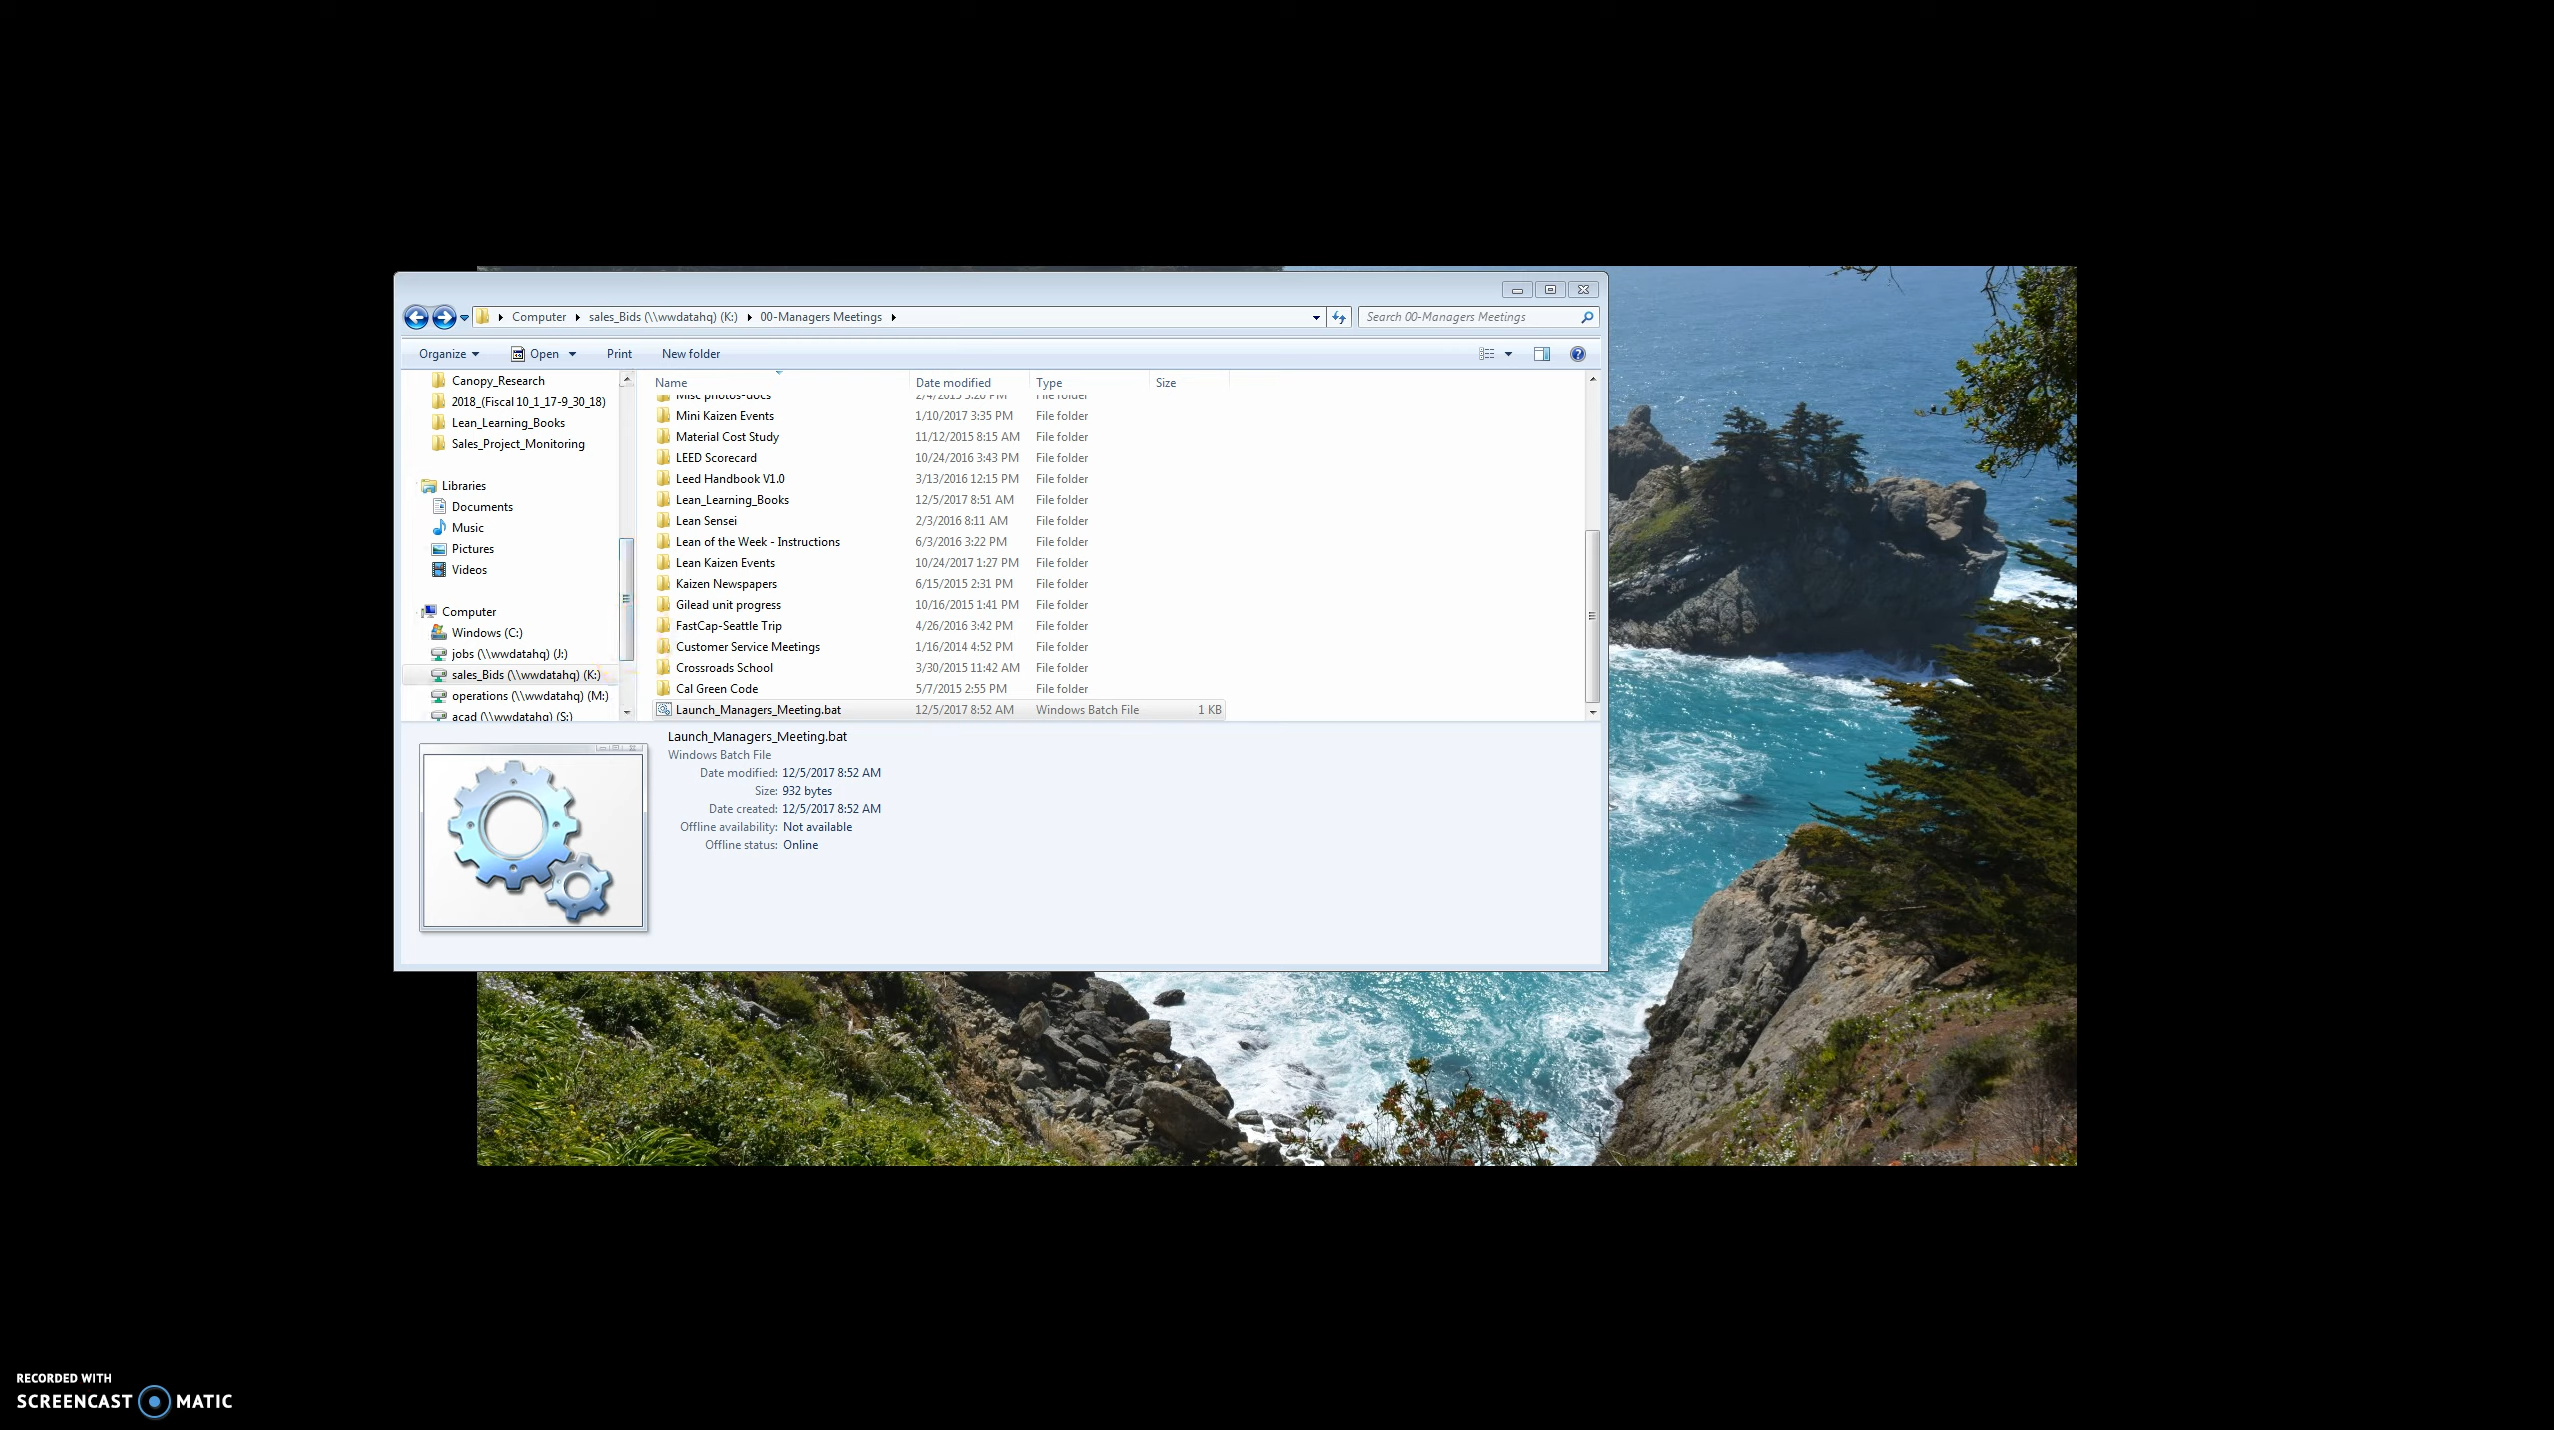 Computer sales_Bids (\\wwdatahq) (K:) 00-Managers Meetings
Search 00-Managers Meetings
Organize Open Print New folder
Canopy_Research
2018_(Fiscal 10_1_17-9_30_18)
Lean_Learning_Books
Sales_Project_Monitoring
Libraries
Documents
Music
Pictures
Videos
Computer
Windows (C:)
jobs (\\wwdatahq) (J:)
sales_Bids (\\wwdatahq) (K:)
operations (\\wwdatahq) (M:)
acad (\\wwdatahq) (S:)
Name Date modified Type Size
Misc photos-docs 2/4/2015 3:20 PM File folder
Mini Kaizen Events 1/10/2017 3:35 PM File folder
Material Cost Study 11/12/2015 8:15 AM File folder
LEED Scorecard 10/24/2016 3:43 PM File folder
Leed Handbook V1.0 3/13/2016 12:15 PM File folder
Lean_Learning_Books 12/5/2017 8:51 AM File folder
Lean Sensei 2/3/2016 8:11 AM File folder
Lean of the Week - Instructions 6/3/2016 3:22 PM File folder
Lean Kaizen Events 10/24/2017 1:27 PM File folder
Kaizen Newspapers 6/15/2015 2:31 PM File folder
Gilead unit progress 10/16/2015 1:41 PM File folder
FastCap-Seattle Trip 4/26/2016 3:42 PM File folder
Customer Service Meetings 1/16/2014 4:52 PM File folder
Crossroads School 3/30/2015 11:42 AM File folder
Cal Green Code 5/7/2015 2:55 PM File folder
Launch_Managers_Meeting.bat 12/5/2017 8:52 AM Windows Batch File 1 KB
Launch_Managers_Meeting.bat
Windows Batch File
Date modified: 12/5/2017 8:52 AM
Size: 932 bytes
Date created: 12/5/2017 8:52 AM
Offline availability: Not available
Offline status: Online
RECORDED WITH
SCREENCAST MATIC